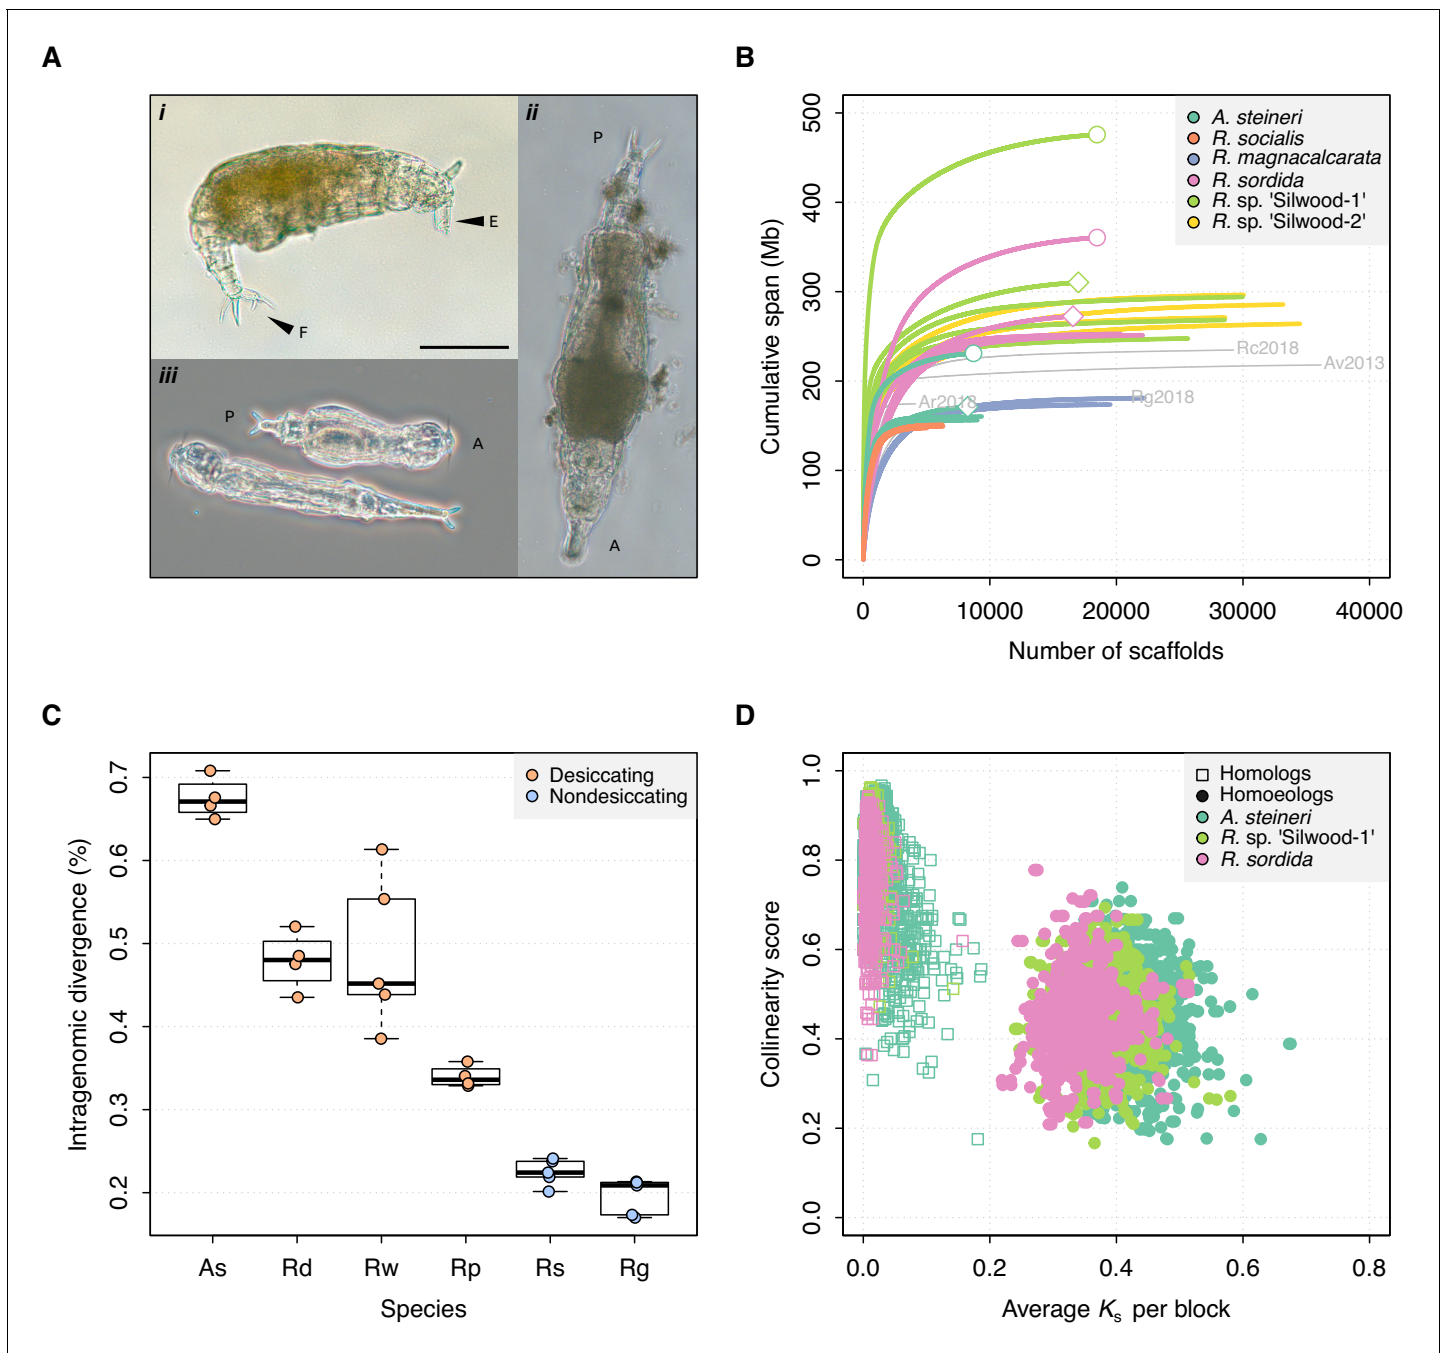 A
i
E
F
ii
P
A
iii
P
A
B
Cumulative span (Mb)
500
400
300
200
100
0
A. steineri
R. socialis
R. magnacalcarata
R. sordida
R. sp. 'Silwood-1'
R. sp. 'Silwood-2'
Rc2018
Av2013
Ar2018
Rg2018
0 10000 20000 30000 40000
Number of scaffolds
C
Intragenomic divergence (%)
0.7
0.6
0.5
0.4
0.3
0.2
Desiccating
Nondesiccating
As Rd Rw Rp Rs Rg
Species
D
Collinearity score
1.0
0.8
0.6
0.4
0.2
0.0
Homologs
Homoeologs
A. steineri
R. sp. 'Silwood-1'
R. sordida
0.0 0.2 0.4 0.6 0.8
Average Ks per block